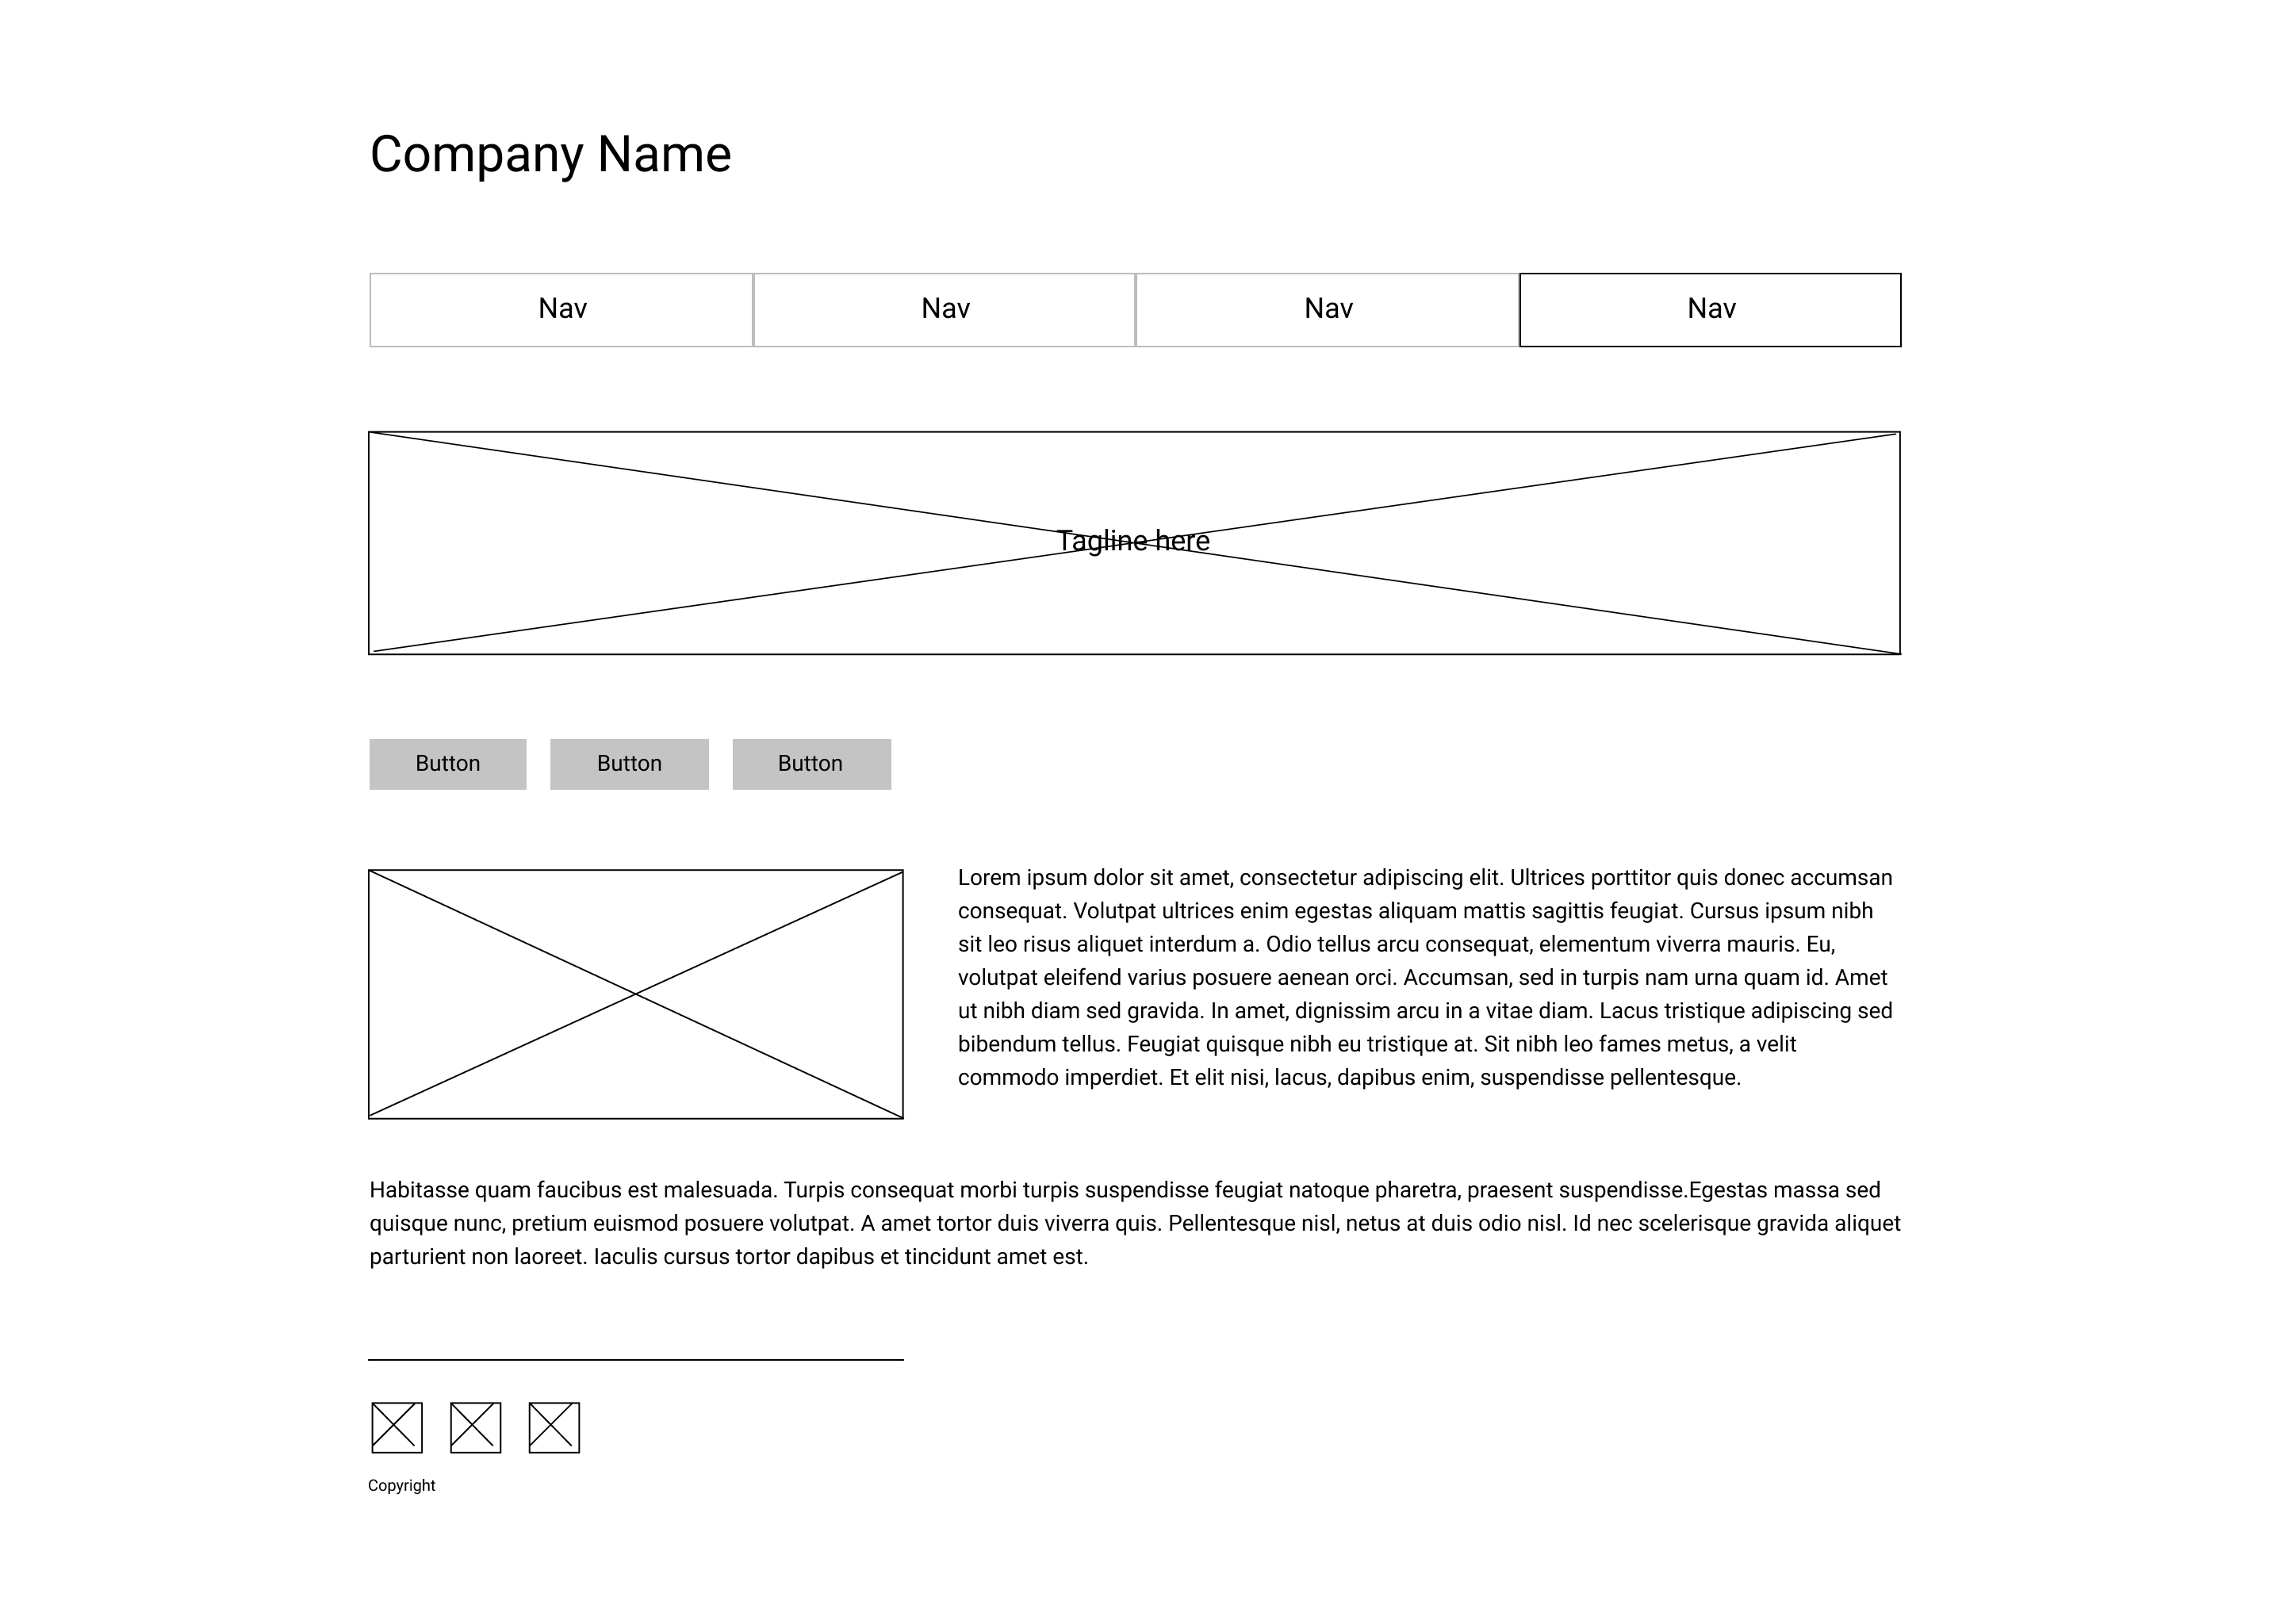 Company Name
Nav Nav Nav Nav
Tagline here
Button Button Button
Lorem ipsum dolor sit amet, consectetur adipiscing elit. Ultrices porttitor quis donec accumsan
consequat. Volutpat ultrices enim egestas aliquam mattis sagittis feugiat. Cursus ipsum nibh
sit leo risus aliquet interdum a. Odio tellus arcu consequat, elementum viverra mauris. Eu,
volutpat eleifend varius posuere aenean orci. Accumsan, sed in turpis nam urna quam id. Amet
ut nibh diam sed gravida. In amet, dignissim arcu in a vitae diam. Lacus tristique adipiscing sed
bibendum tellus. Feugiat quisque nibh eu tristique at. Sit nibh leo fames metus, a velit
commodo imperdiet. Et elit nisi, lacus, dapibus enim, suspendisse pellentesque.
Habitasse quam faucibus est malesuada. Turpis consequat morbi turpis suspendisse feugiat natoque pharetra, praesent suspendisse.Egestas massa sed
quisque nunc, pretium euismod posuere volutpat. A amet tortor duis viverra quis. Pellentesque nisl, netus at duis odio nisl. Id nec scelerisque gravida aliquet
parturient non laoreet. Iaculis cursus tortor dapibus et tincidunt amet est.
Copyright